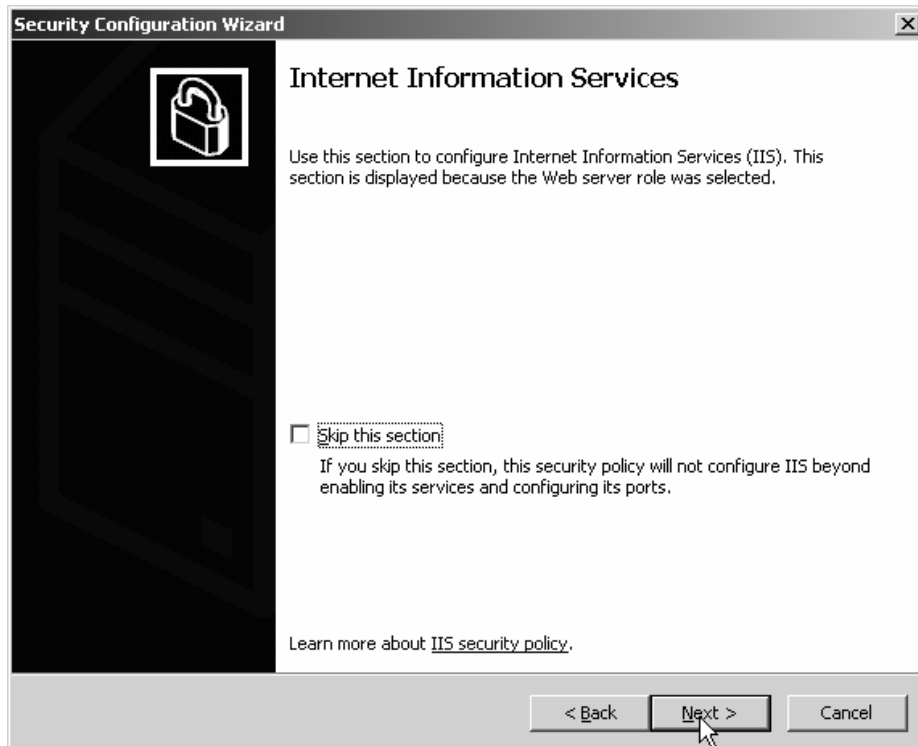 Security Configuration Wizard
Internet Information Services
Use this section to configure Internet Information Services (IIS). This
section is displayed because the Web server role was selected.
Skip this section
If you skip this section, this security policy will not configure IIS beyond
enabling its services and configuring its ports.
Learn more about IIS security policy.
< Back Next > Cancel